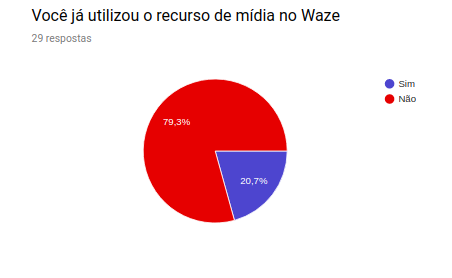 Você já utilizou o recurso de mídia no Waze
29 respostas
Sim
Não
79,3%
20,7%